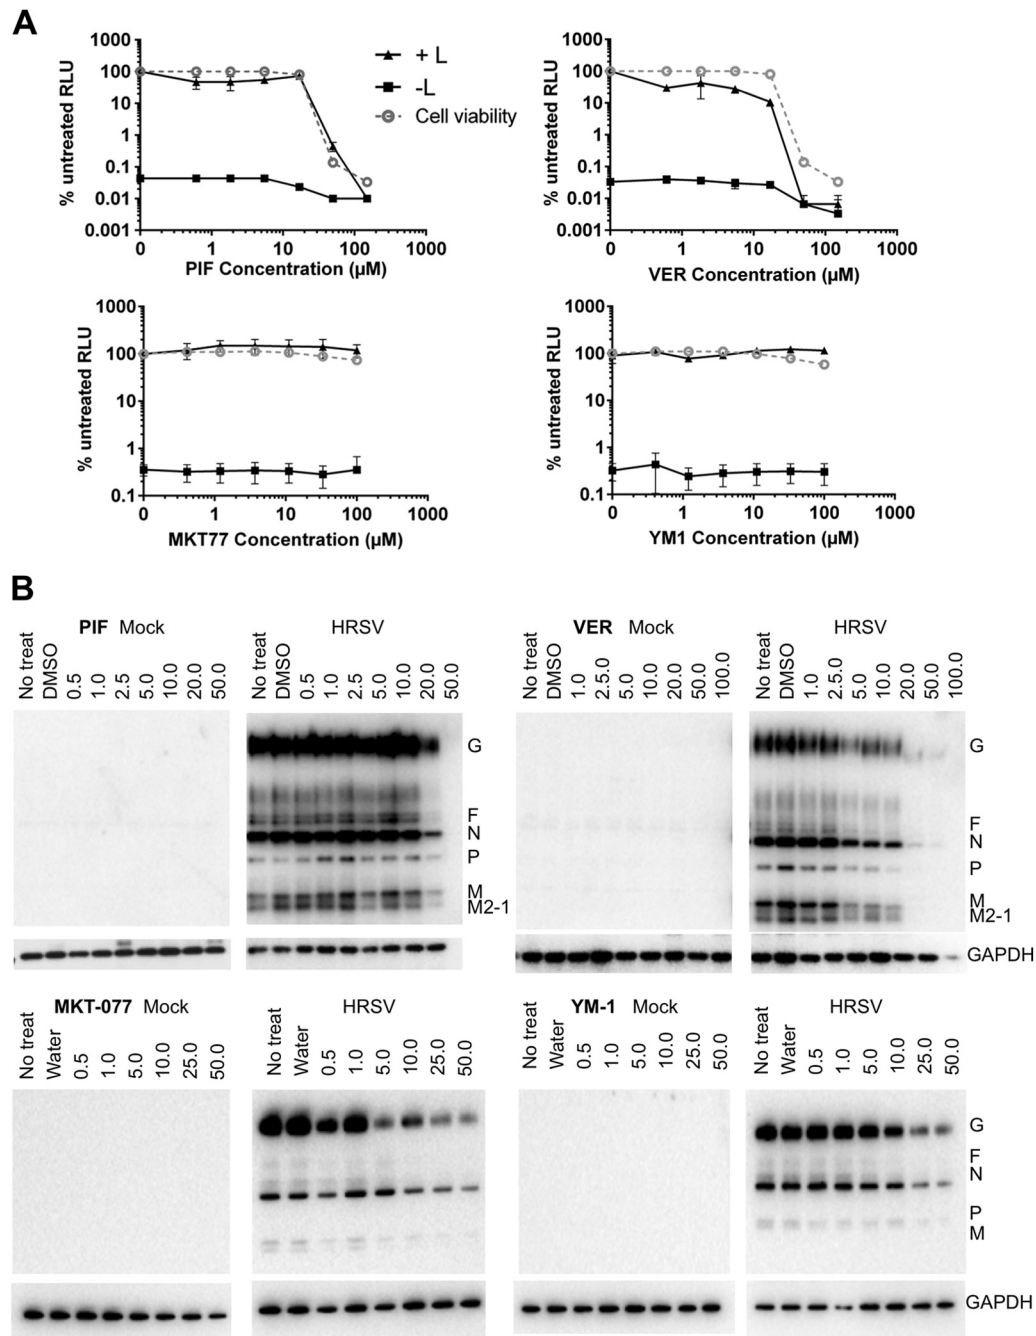 A
1000
100
10
1
0.1
0.01
0.001
% untreated RLU
0 1 10 100 1000
PIF Concentration (µM)
+ L
-L
Cell viability
1000
100
10
1
0.1
0.01
0.001
% untreated RLU
0 1 10 100 1000
VER Concentration (µM)
1000
100
10
1
0.1
% untreated RLU
0 1 10 100 1000
MKT77 Concentration (µM)
1000
100
10
1
0.1
% untreated RLU
0 1 10 100 1000
YM1 Concentration (µM)
B
PIF Mock
No treat DMSO 0.5 1.0 2.5 5.0 10.0 20.0 50.0
HRSV
No treat DMSO 0.5 1.0 2.5 5.0 10.0 20.0 50.0
G
F
N
P
M
M2-1
VER Mock
No treat DMSO 1.0 2.5. 5.0 10.0 20.0 50.0 100.0
HRSV
No treat DMSO 1.0 2.5.0 5.0 10.0 20.0 50.0 100.0
G
F
N
P
M
M2-1
GAPDH
MKT-077 Mock
No treat Water 0.5 1.0 5.0 10.0 25.0 50.0
HRSV
No treat Water 0.5 1.0 5.0 10.0 25.0 50.0
YM-1 Mock
No treat Water 0.5 1.0 5.0 10.0 25.0 50.0
HRSV
No treat Water 0.5 1.0 5.0 10.0 25.0 50.0
G
F
N
P
M
GAPDH